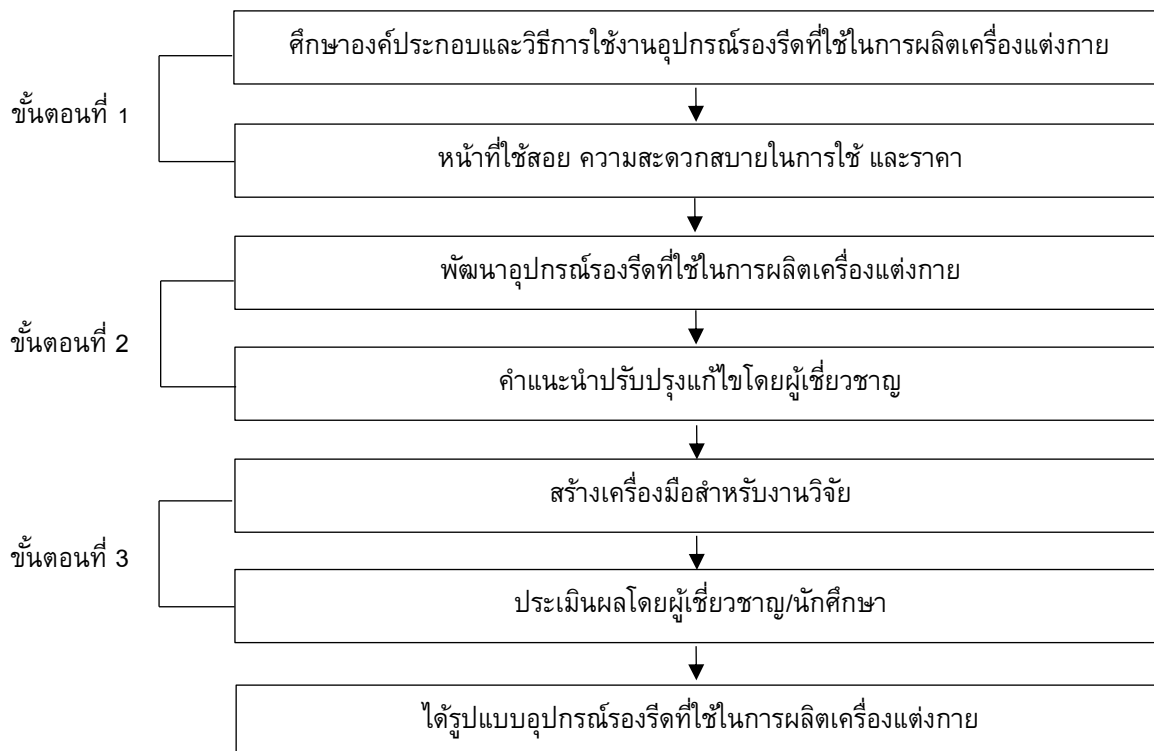 ศึกษาองค์ประกอบและวิธีการใช้งานอุปกรณ์รองรีดที่ใช้ในการผลิตเครื่องแต่งกาย
ขั้นตอนที่ 1
หน้าที่ใช้สอย ความสะดวกสบายในการใช้ และราคา
พัฒนาอุปกรณ์รองรีดที่ใช้ในการผลิตเครื่องแต่งกาย
ขั้นตอนที่ 2
คำแนะนำปรับปรุงแก้ไขโดยผู้เชี่ยวชาญ
สร้างเครื่องมือสำหรับงานวิจัย
ขั้นตอนที่ 3
ประเมินผลโดยผู้เชี่ยวชาญ/นักศึกษา
ได้รูปแบบอุปกรณ์รองรีดที่ใช้ในการผลิตเครื่องแต่งกาย